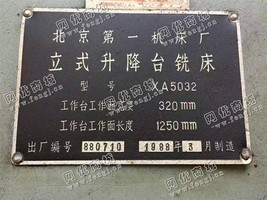 北京第一机床厂
立式升降台铣床
型号 XA5032
工作台工作面宽度 320mm
工作台工作面长度 1250mm
出厂编号 880710 1988年3月制造